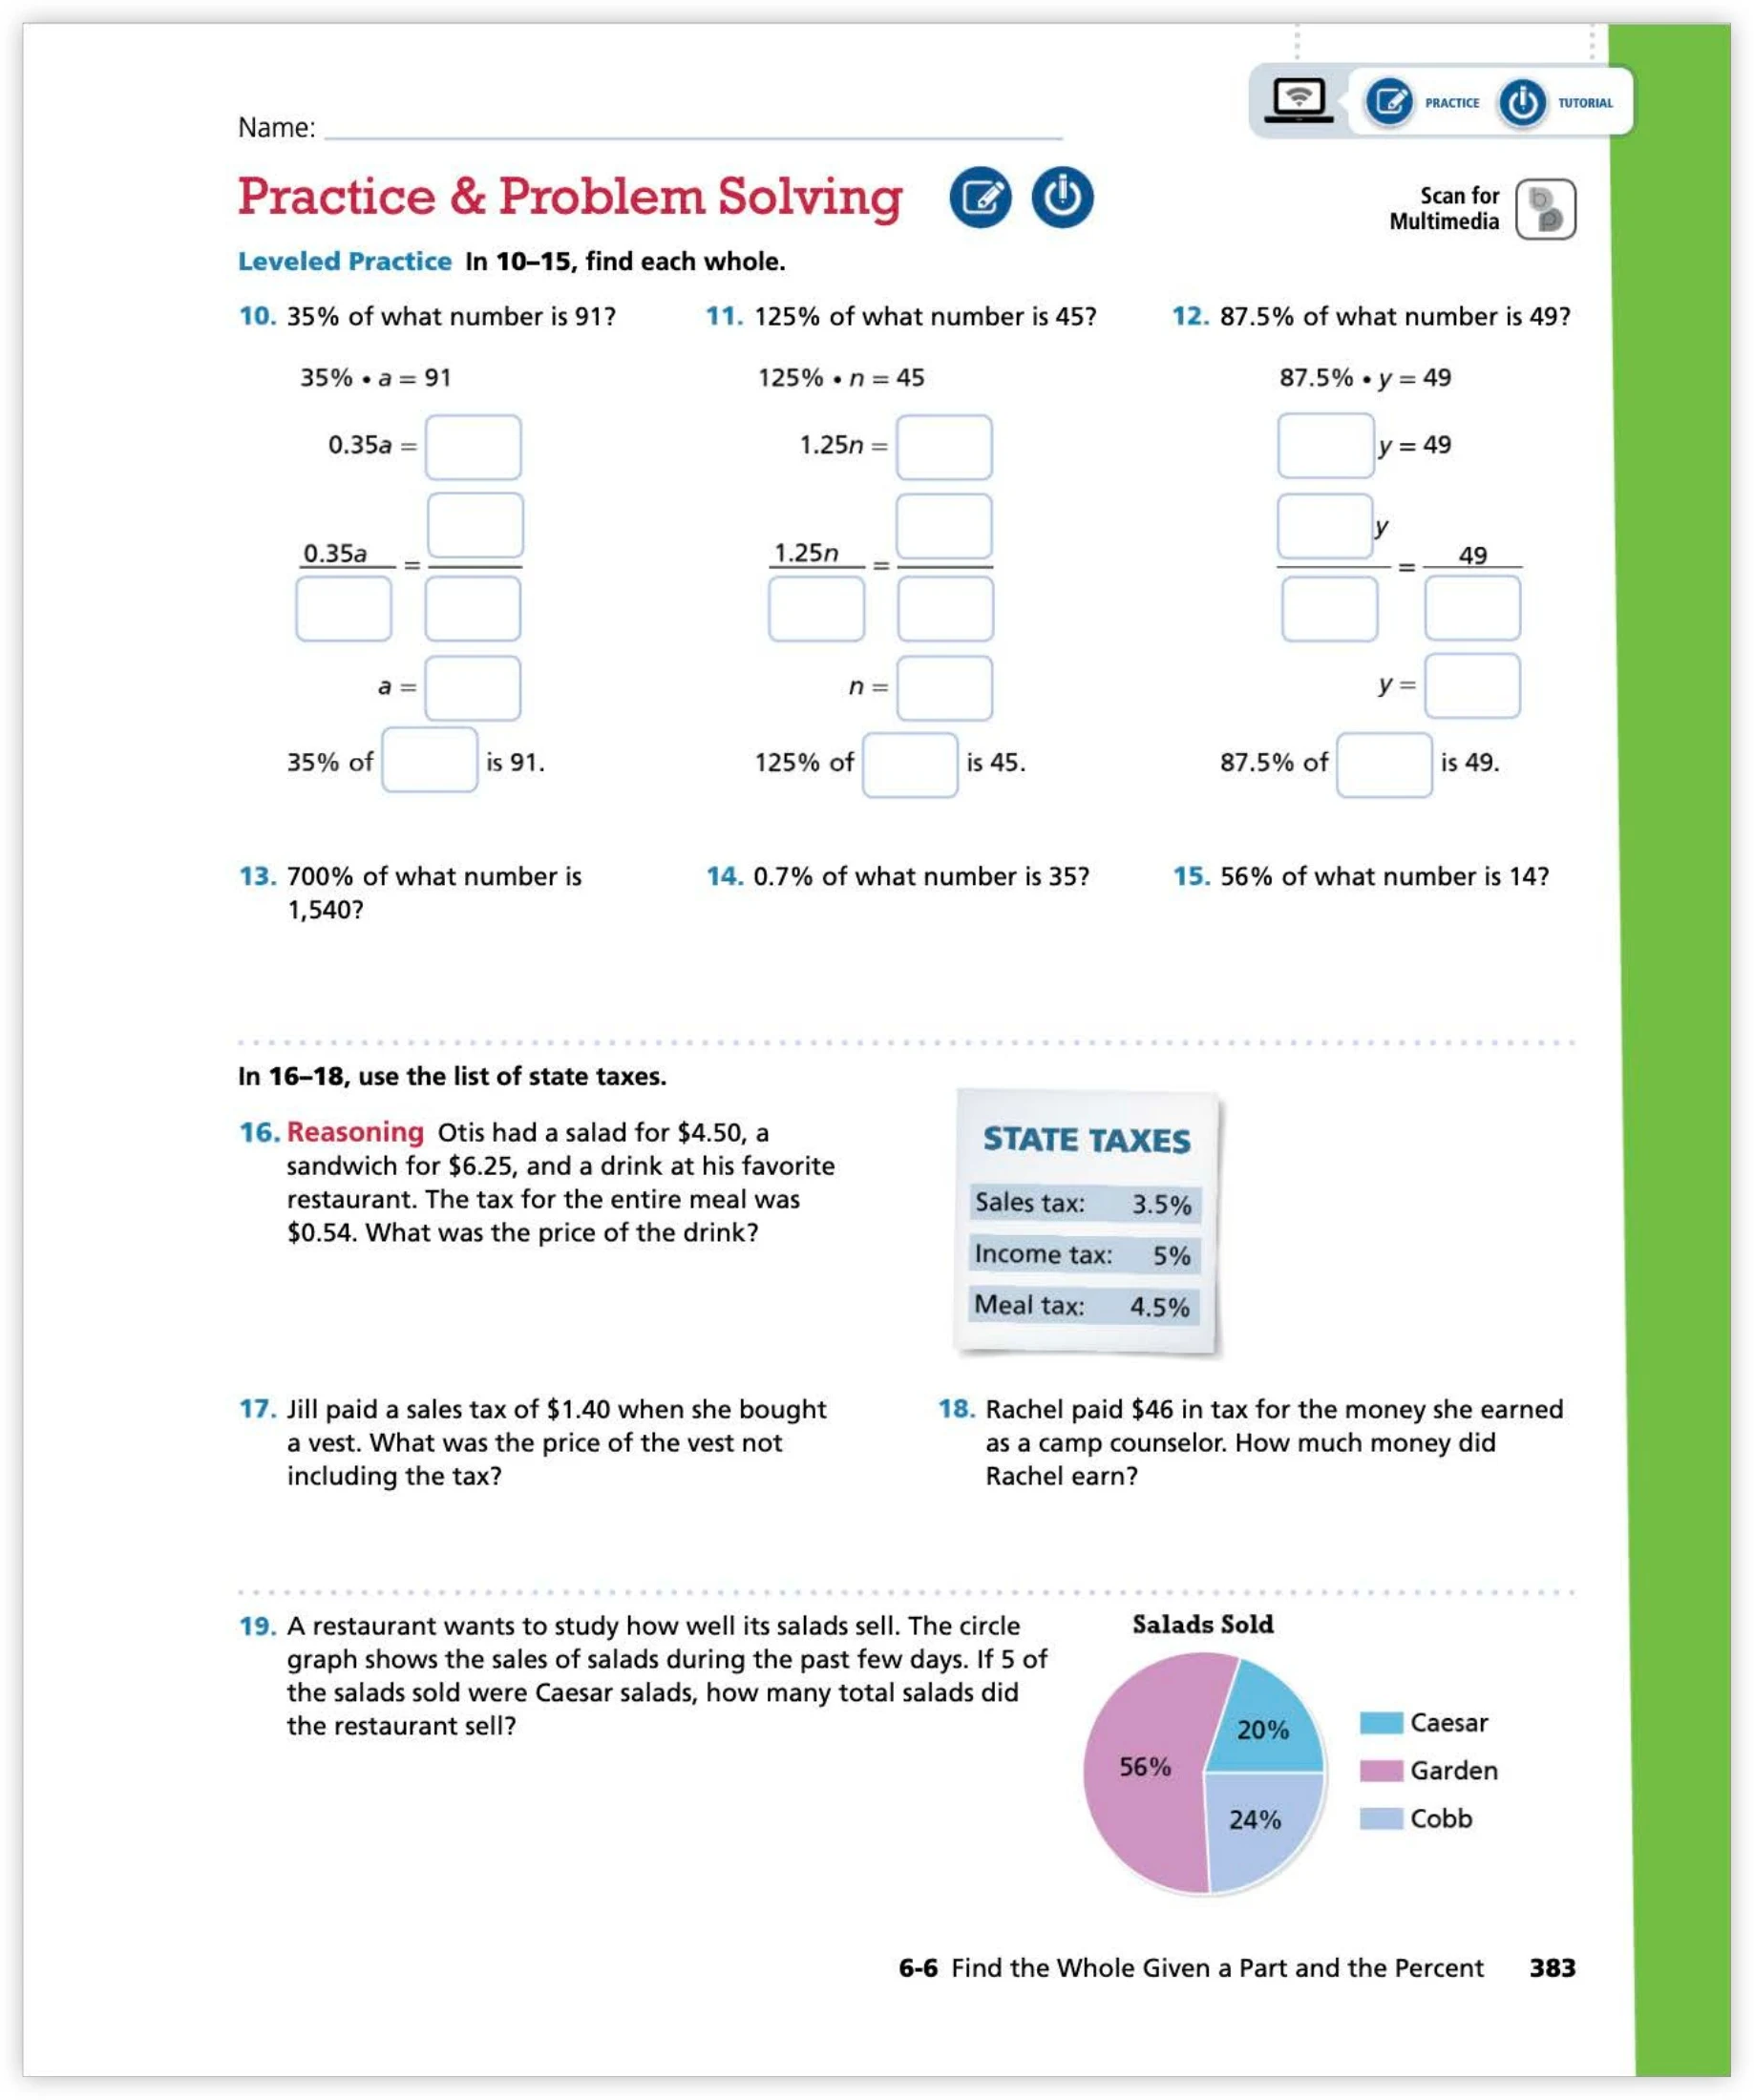 PRACTICE TUTORIAL
Name:
Practice & Problem Solving
Scan for
Multimedia
Leveled Practice In 10–15, find each whole.
10. 35% of what number is 91?
35% • a = 91
0.35a =
0.35a
=
a =
35% of is 91.
11. 125% of what number is 45?
125% • n = 45
1.25n =
1.25n
=
n =
125% of is 45.
12. 87.5% of what number is 49?
87.5% • y = 49
y = 49
y
= 49
y =
87.5% of is 49.
13. 700% of what number is
1,540?
14. 0.7% of what number is 35?
15. 56% of what number is 14?
In 16–18, use the list of state taxes.
16. Reasoning Otis had a salad for $4.50, a
sandwich for $6.25, and a drink at his favorite
restaurant. The tax for the entire meal was
$0.54. What was the price of the drink?
STATE TAXES
Sales tax: 3.5%
Income tax: 5%
Meal tax: 4.5%
17. Jill paid a sales tax of $1.40 when she bought
a vest. What was the price of the vest not
including the tax?
18. Rachel paid $46 in tax for the money she earned
as a camp counselor. How much money did
Rachel earn?
19. A restaurant wants to study how well its salads sell. The circle
graph shows the sales of salads during the past few days. If 5 of
the salads sold were Caesar salads, how many total salads did
the restaurant sell?
Salads Sold
20%
56%
24%
Caesar
Garden
Cobb
6-6 Find the Whole Given a Part and the Percent 383